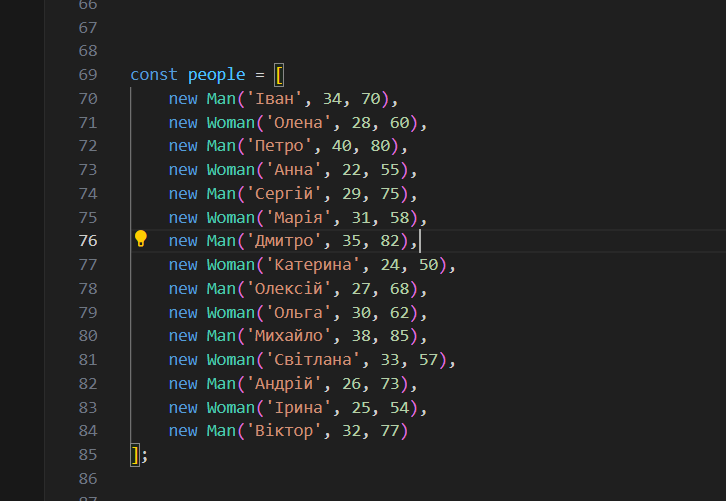 66
67
68
69 const people = [
70 new Man('Іван', 34, 70),
71 new Woman('Олена', 28, 60),
72 new Man('Петро', 40, 80),
73 new Woman('Анна', 22, 55),
74 new Man('Сергій', 29, 75),
75 new Woman('Марія', 31, 58),
76 new Man('Дмитро', 35, 82),
77 new Woman('Катерина', 24, 50),
78 new Man('Олексій', 27, 68),
79 new Woman('Ольга', 30, 62),
80 new Man('Михайло', 38, 85),
81 new Woman('Світлана', 33, 57),
82 new Man('Андрій', 26, 73),
83 new Woman('Ірина', 25, 54),
84 new Man('Віктор', 32, 77)
85 ];
86
87